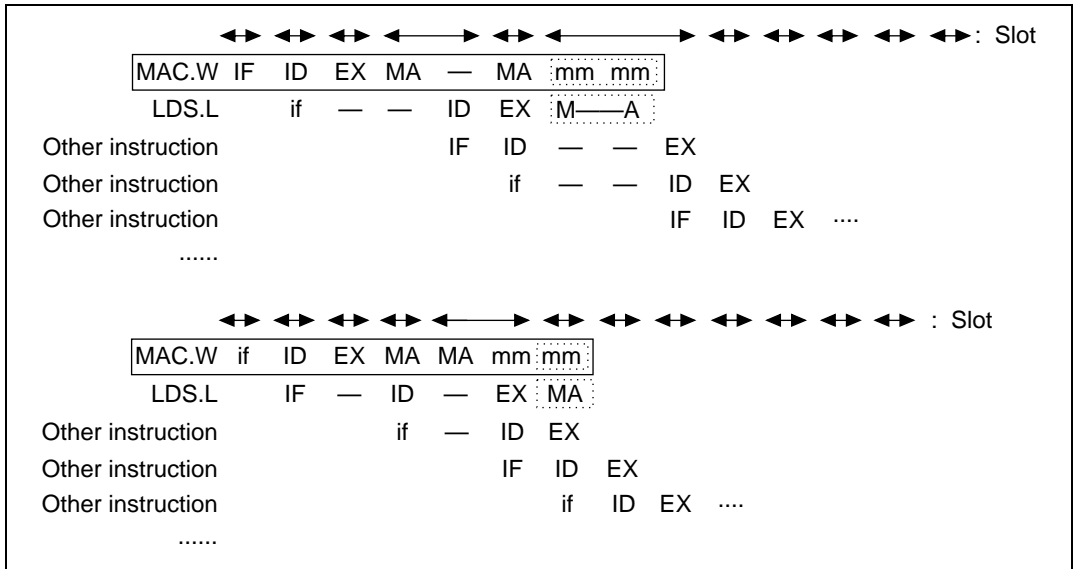 : Slot
MAC.W IF ID EX MA — MA mm mm
LDS.L if — — ID EX M——A
Other instruction IF ID — — EX
Other instruction if — — ID EX
Other instruction IF ID EX ....
......
: Slot
MAC.W if ID EX MA MA mm mm
LDS.L IF — ID — EX MA
Other instruction if — ID EX
Other instruction IF ID EX
Other instruction if ID EX ....
......